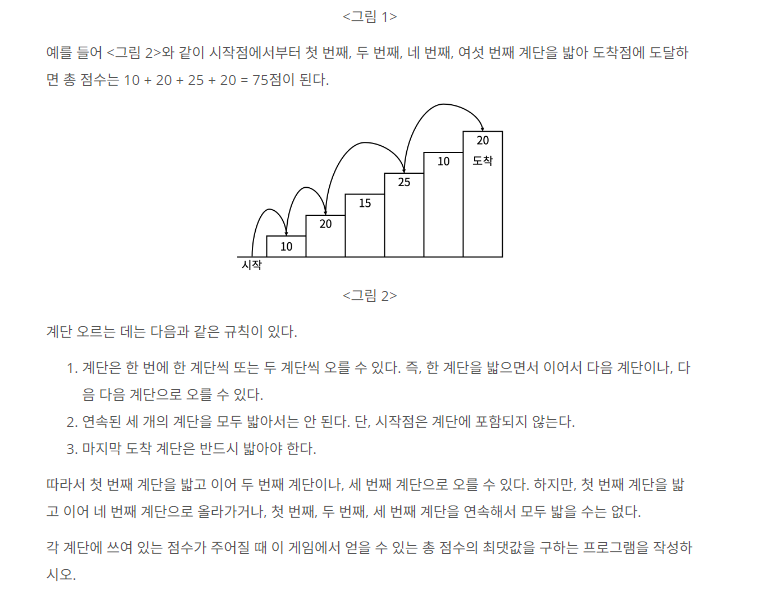 <그림 1>
예를 들어 <그림 2>와 같이 시작점에서부터 첫 번째, 두 번째, 네 번째, 여섯 번째 계단을 밟아 도착점에 도달하
면 총 점수는 10 + 20 + 25 + 20 = 75점이 된다.
20
도착
10
25
15
20
10
시작
<그림 2>
계단 오르는 데는 다음과 같은 규칙이 있다.
1. 계단은 한 번에 한 계단씩 또는 두 계단씩 오를 수 있다. 즉, 한 계단을 밟으면서 이어서 다음 계단이나, 다
음 다음 계단으로 오를 수 있다.
2. 연속된 세 개의 계단을 모두 밟아서는 안 된다. 단, 시작점은 계단에 포함되지 않는다.
3. 마지막 도착 계단은 반드시 밟아야 한다.
따라서 첫 번째 계단을 밟고 이어 두 번째 계단이나, 세 번째 계단으로 오를 수 있다. 하지만, 첫 번째 계단을 밟
고 이어 네 번째 계단으로 올라가거나, 첫 번째, 두 번째, 세 번째 계단을 연속해서 모두 밟을 수는 없다.
각 계단에 쓰여 있는 점수가 주어질 때 이 게임에서 얻을 수 있는 총 점수의 최댓값을 구하는 프로그램을 작성하
시오.